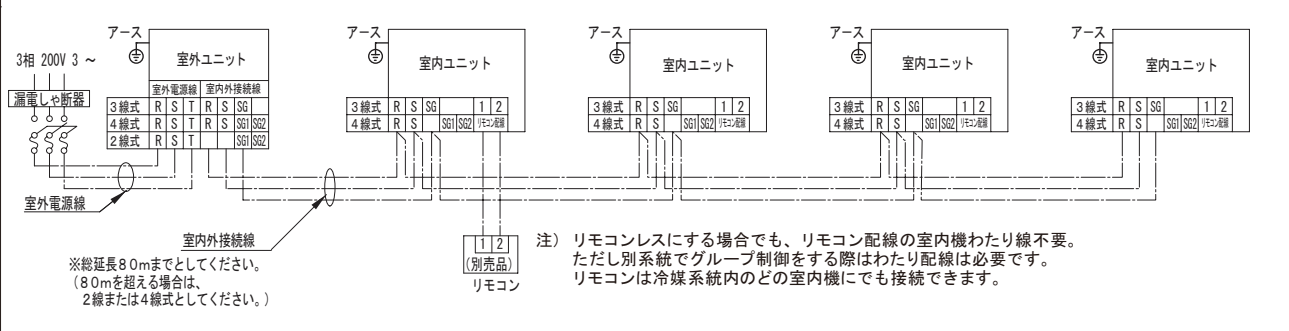 アース
室外ユニット
3相 200V 3 ~
漏電しゃ断器
室外電源線 室内外接続線
3線式 R S T R S SG
4線式 R S T R S SG1 SG2
2線式 R S T SG1 SG2
室外電源線
室内外接続線
※総延長80mまでとしてください。
(80mを超える場合は、
2線または4線式としてください。)
アース
室内ユニット
3線式 R S SG 1 2
4線式 R S SG1 SG2 リモコン配線
1 2
(別売品)
リモコン
アース
室内ユニット
3線式 R S SG 1 2
4線式 R S SG1 SG2 リモコン配線
アース
室内ユニット
3線式 R S SG 1 2
4線式 R S SG1 SG2 リモコン配線
アース
室内ユニット
3線式 R S SG 1 2
4線式 R S SG1 SG2 リモコン配線
注) リモコンレスにする場合でも、リモコン配線の室内機わたり線不要。
ただし別系統でグループ制御をする際はわたり配線は必要です。
リモコンは冷媒系統内のどの室内機にでも接続できます。